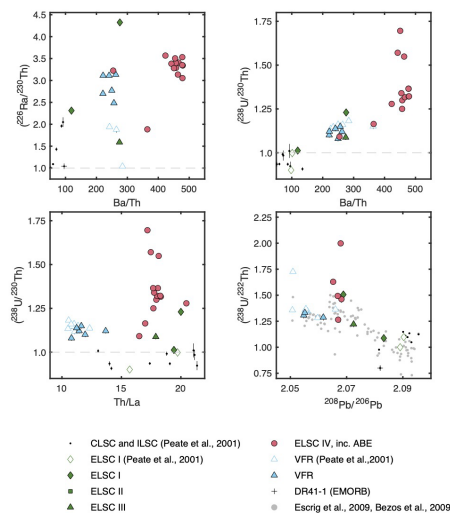 4.5
4.0
3.5
3.0
2.5
2.0
1.5
1.0
(226Ra/230Th)
100 200 300 400 500
Ba/Th
1.75
1.50
1.25
1.0
(238U/230Th)
100 200 300 400 500
Ba/Th
1.75
1.50
1.25
1.0
(238U/230Th)
10 15 20
Th/La
2.25
2.00
1.75
1.50
1.25
1.00
0.75
(238U/232Th)
2.05 2.07 2.09
208Pb/206Pb
CLSC and ILSC (Peate et al., 2001)
ELSC I (Peate et al., 2001)
ELSC I
ELSC II
ELSC III
ELSC IV, inc. ABE
VFR (Peate et al.,2001)
VFR
DR41-1 (EMORB)
Escrig et al., 2009, Bezos et al., 2009